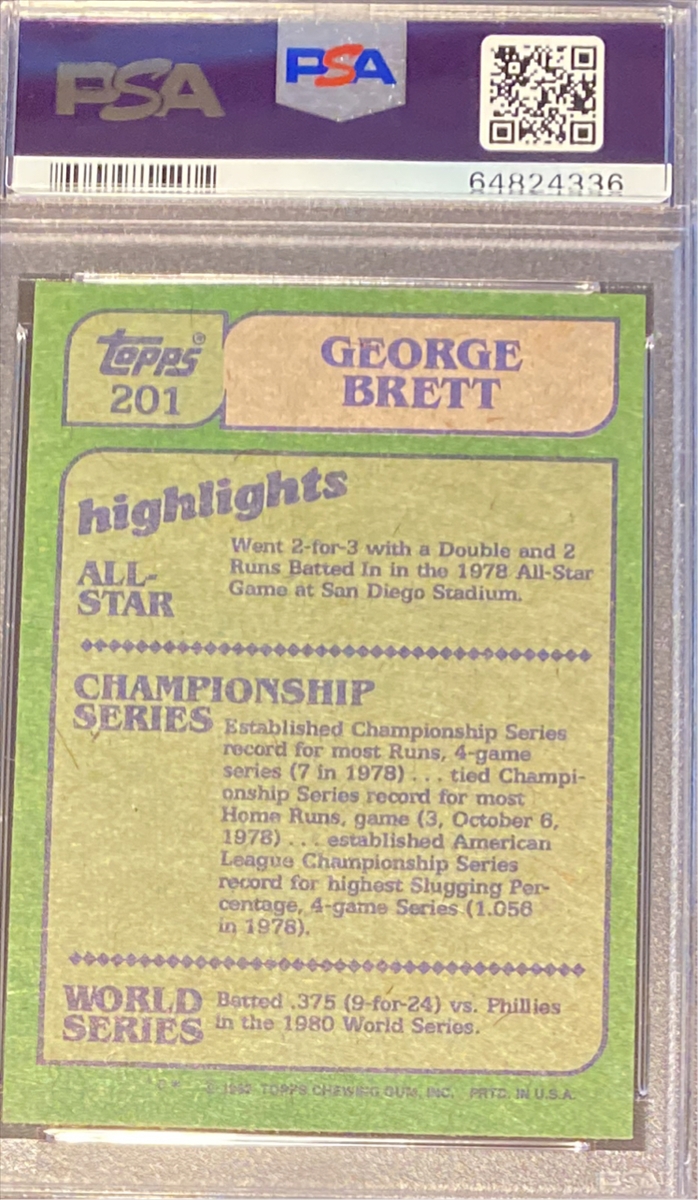 PSA PSA
64824336
topps® GEORGE
201 BRETT
highlights
ALL-
STAR
Went 2-for-3 with a Double and 2
Runs Batted In in the 1978 All-Star
Game at San Diego Stadium.
CHAMPIONSHIP
SERIES
Established Championship Series
record for most Runs, 4-game
series (7 in 1978) . . . tied Champi-
onship Series record for most
Home Runs, game (3, October 6,
1978) . . . established American
League Championship Series
record for highest Slugging Per-
centage, 4-game Series (1.056
in 1978).
WORLD
SERIES
Batted .375 (9-for-24) vs. Phillies
in the 1980 World Series.
© 1982 TOPPS CHEWING GUM, INC. PRTD. IN U.S.A.